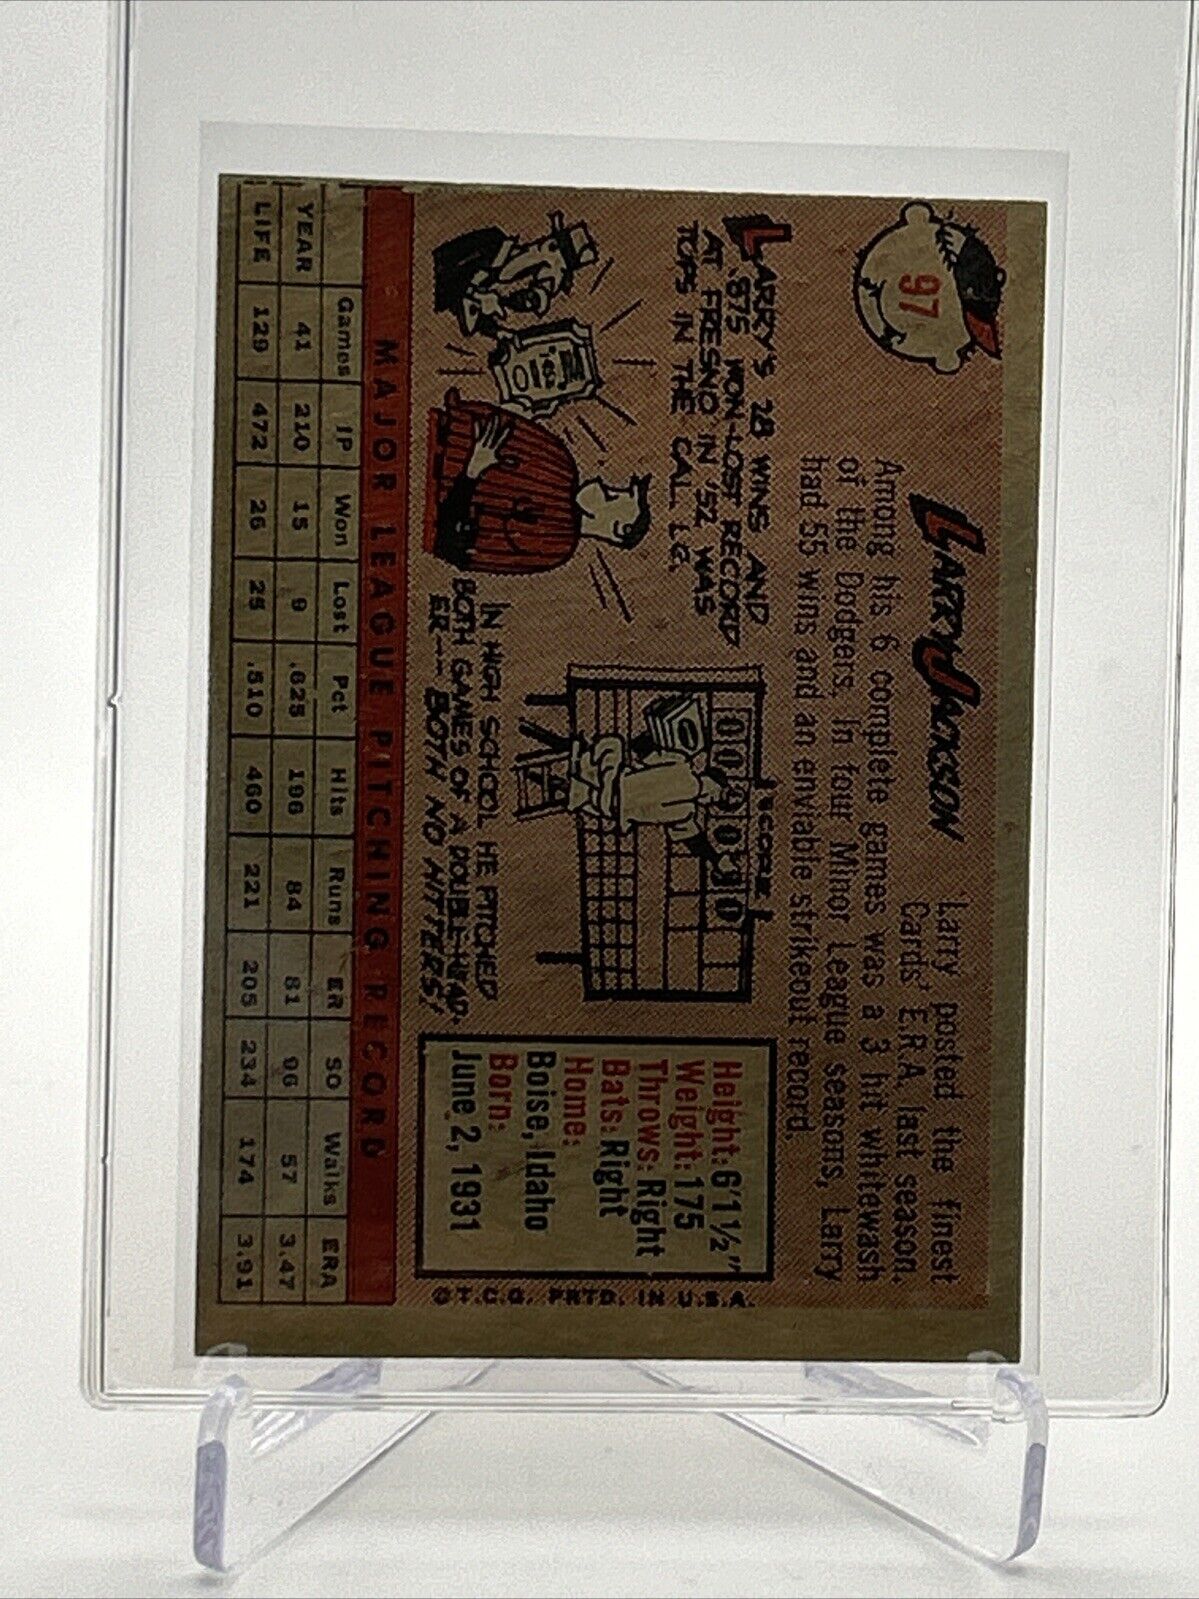 97
LARRY JACKSON
Larry posted the finest
Cards' E.R.A. last season.
Among his 6 complete games was a 3 hit whitewash
of the Dodgers. In four Minor League seasons, Larry
had 55 wins and an enviable strikeout record.
LARRY'S 28 WINS AND
.875 WON-LOST RECORD
AT FRESNO IN '52 WAS
TOPS IN THE CAL L.G.
SCORE
IN HIGH SCHOOL HE PITCHED
BOTH GAMES OF A DOUBLE-HEAD-
ER--- BOTH NO HITTERS!
Height: 6'1½"
Weight: 175
Throws: Right
Bats: Right
Home:
Boise, Idaho
Born:
June 2, 1931
© T.C.G. PRTD. IN U.S.A.
MAJOR LEAGUE PITCHING RECORD
Games IP Won Lost Pct Hits Runs ER SO Walks ERA
YEAR 41 210 15 9 .625 196 84 81 96 57 3.47
LIFE 129 472 26 25 .510 460 221 205 234 174 3.91